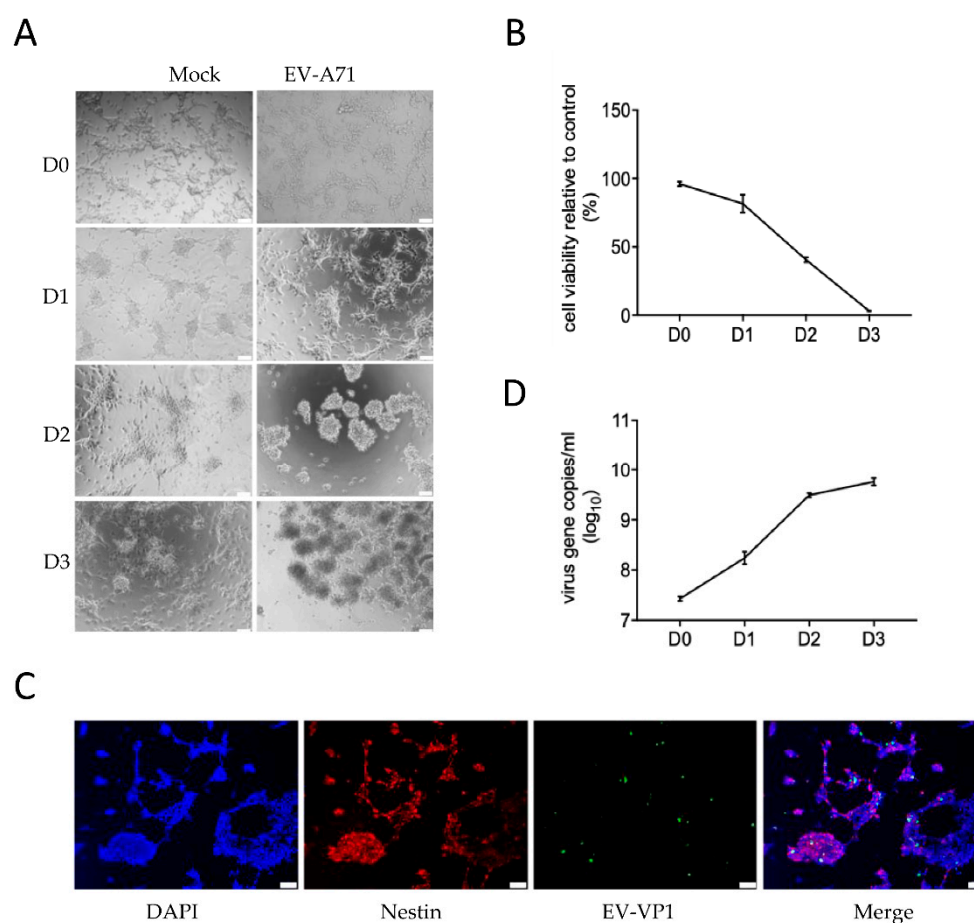 A
Mock
EV-A71
D0
D1
D2
D3
B
cell viability relative to control
(%)
150
100
50
0
D0
D1
D2
D3
D
virus gene copies/ml
(log10)
11
10
9
8
7
D0
D1
D2
D3
C
DAPI
Nestin
EV-VP1
Merge